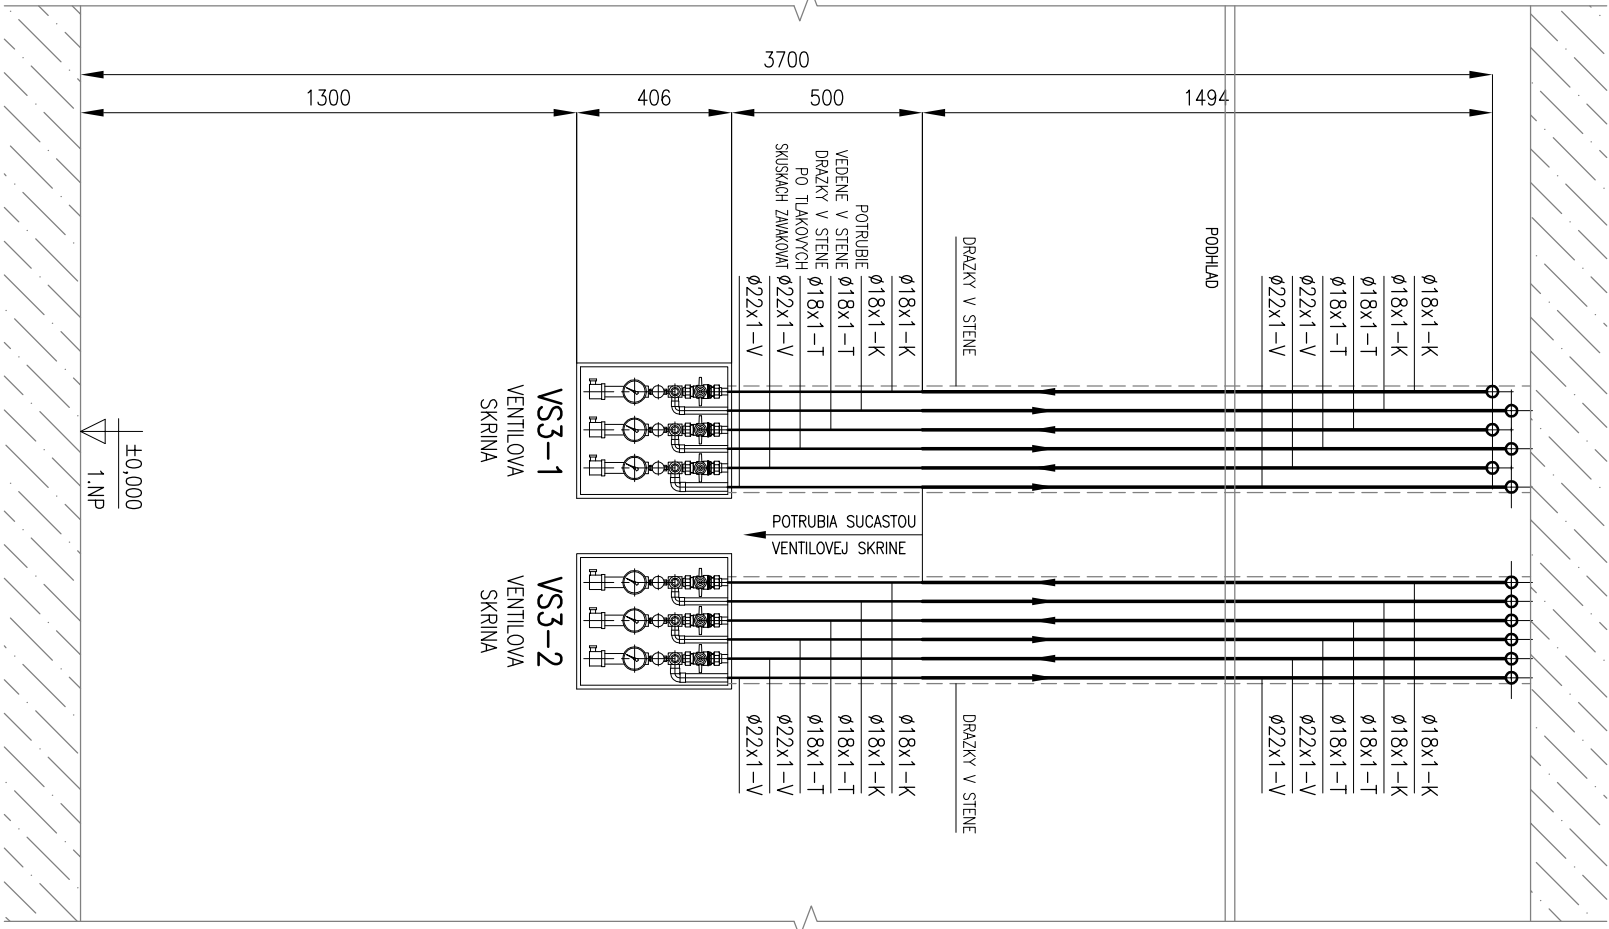 3700
1300
406
500
1494
POTRUBIE
VEDENE V STENE
DRAZKY V STENE
PO TLAKOVYCH
SKUSKACH ZAVAKOVAT
DRAZKY V STENE
PODHLAD
Ø18x1-K
Ø18x1-K
Ø18x1-T
Ø18x1-T
Ø22x1-V
Ø22x1-V
Ø18x1-K
Ø18x1-K
Ø18x1-T
Ø18x1-T
Ø22x1-V
Ø22x1-V
VS3-1
VENTILOVA
SKRINA
±0,000
1.NP
POTRUBIA SUCASTOU
VENTILOVEJ SKRINE
VS3-2
VENTILOVA
SKRINA
Ø18x1-K
Ø18x1-K
Ø18x1-T
Ø18x1-T
Ø22x1-V
Ø22x1-V
DRAZKY V STENE
Ø18x1-K
Ø18x1-K
Ø18x1-T
Ø18x1-T
Ø22x1-V
Ø22x1-V